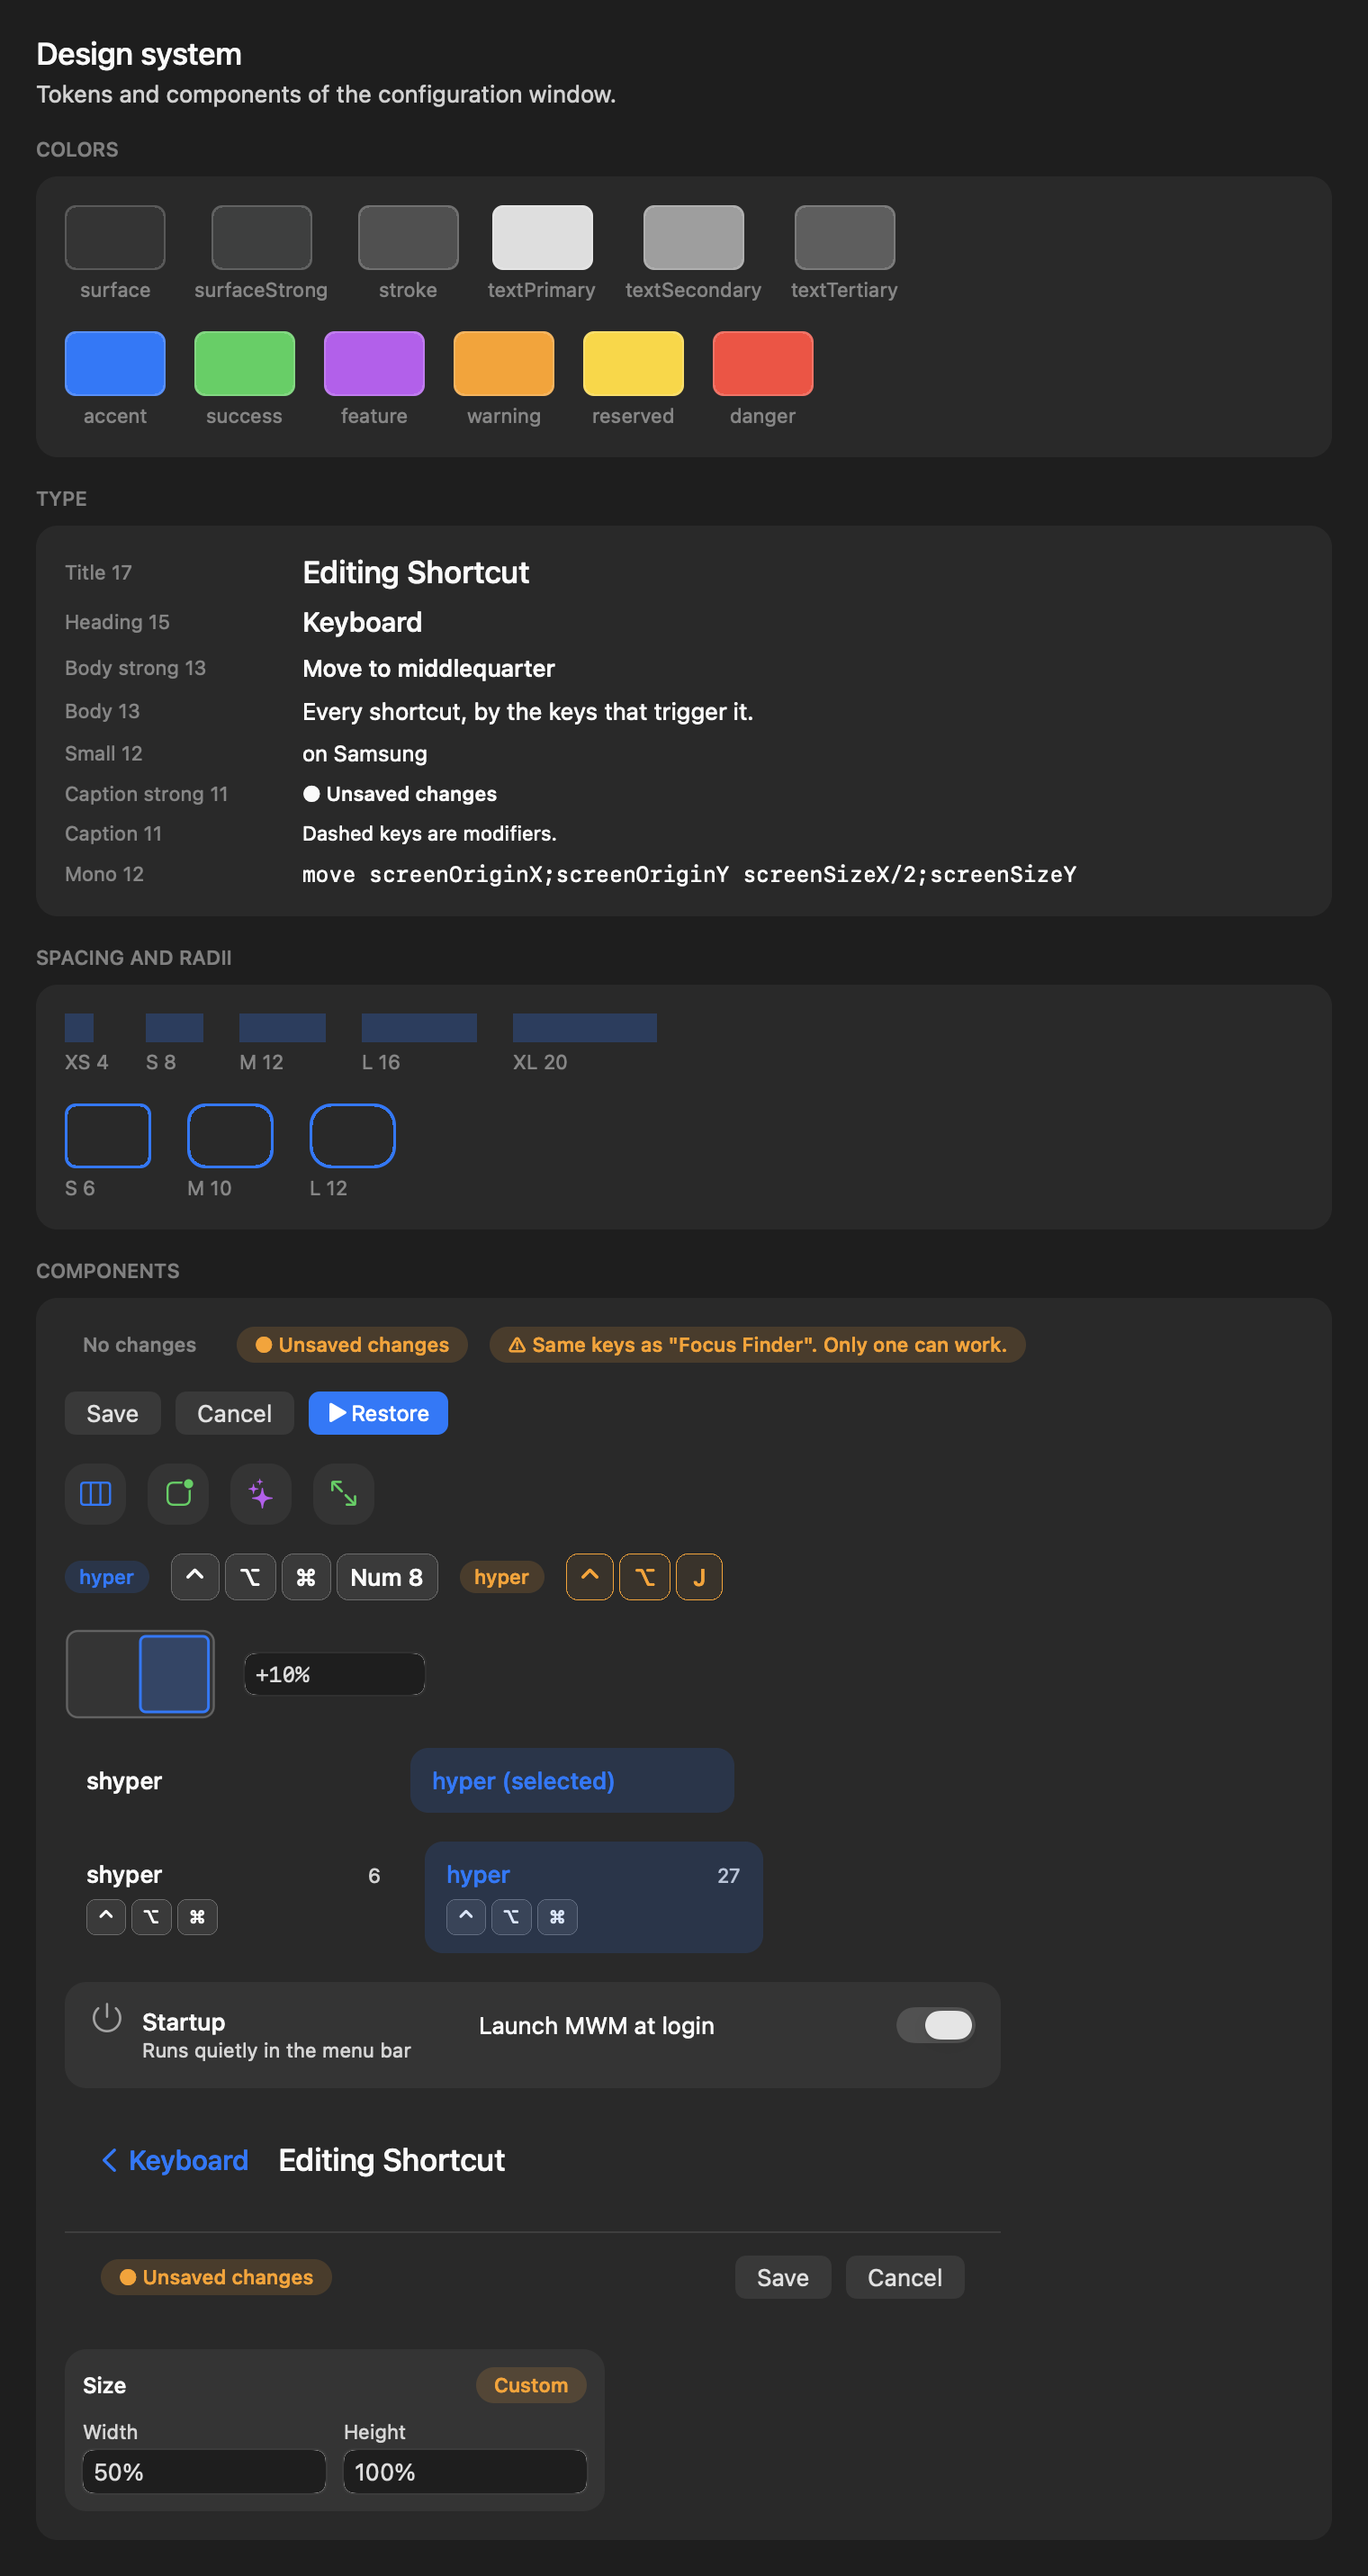 Design system
Tokens and components of the configuration window.
COLORS
surface surfaceStrong stroke textPrimary textSecondary textTertiary
accent success feature warning reserved danger
TYPE
Title 17 Editing Shortcut
Heading 15 Keyboard
Body strong 13 Move to middlequarter
Body 13 Every shortcut, by the keys that trigger it.
Small 12 on Samsung
Caption strong 11 Unsaved changes
Caption 11 Dashed keys are modifiers.
Mono 12 move screenOriginX;screenOriginY screenSizeX/2;screenSizeY
SPACING AND RADII
XS 4 S 8 M 12 L 16 XL 20
S 6 M 10 L 12
COMPONENTS
No changes Unsaved changes Same keys as "Focus Finder". Only one can work.
Save Cancel Restore
hyper ⌃ ⌥ ⌘ Num 8 hyper ⌃ ⌥ J
+10%
shyper hyper (selected)
shyper 6 hyper 27
⌃ ⌥ ⌘ ⌃ ⌥ ⌘
Startup Launch MWM at login
Runs quietly in the menu bar
Keyboard Editing Shortcut
Unsaved changes Save Cancel
Size Custom
Width Height
50% 100%